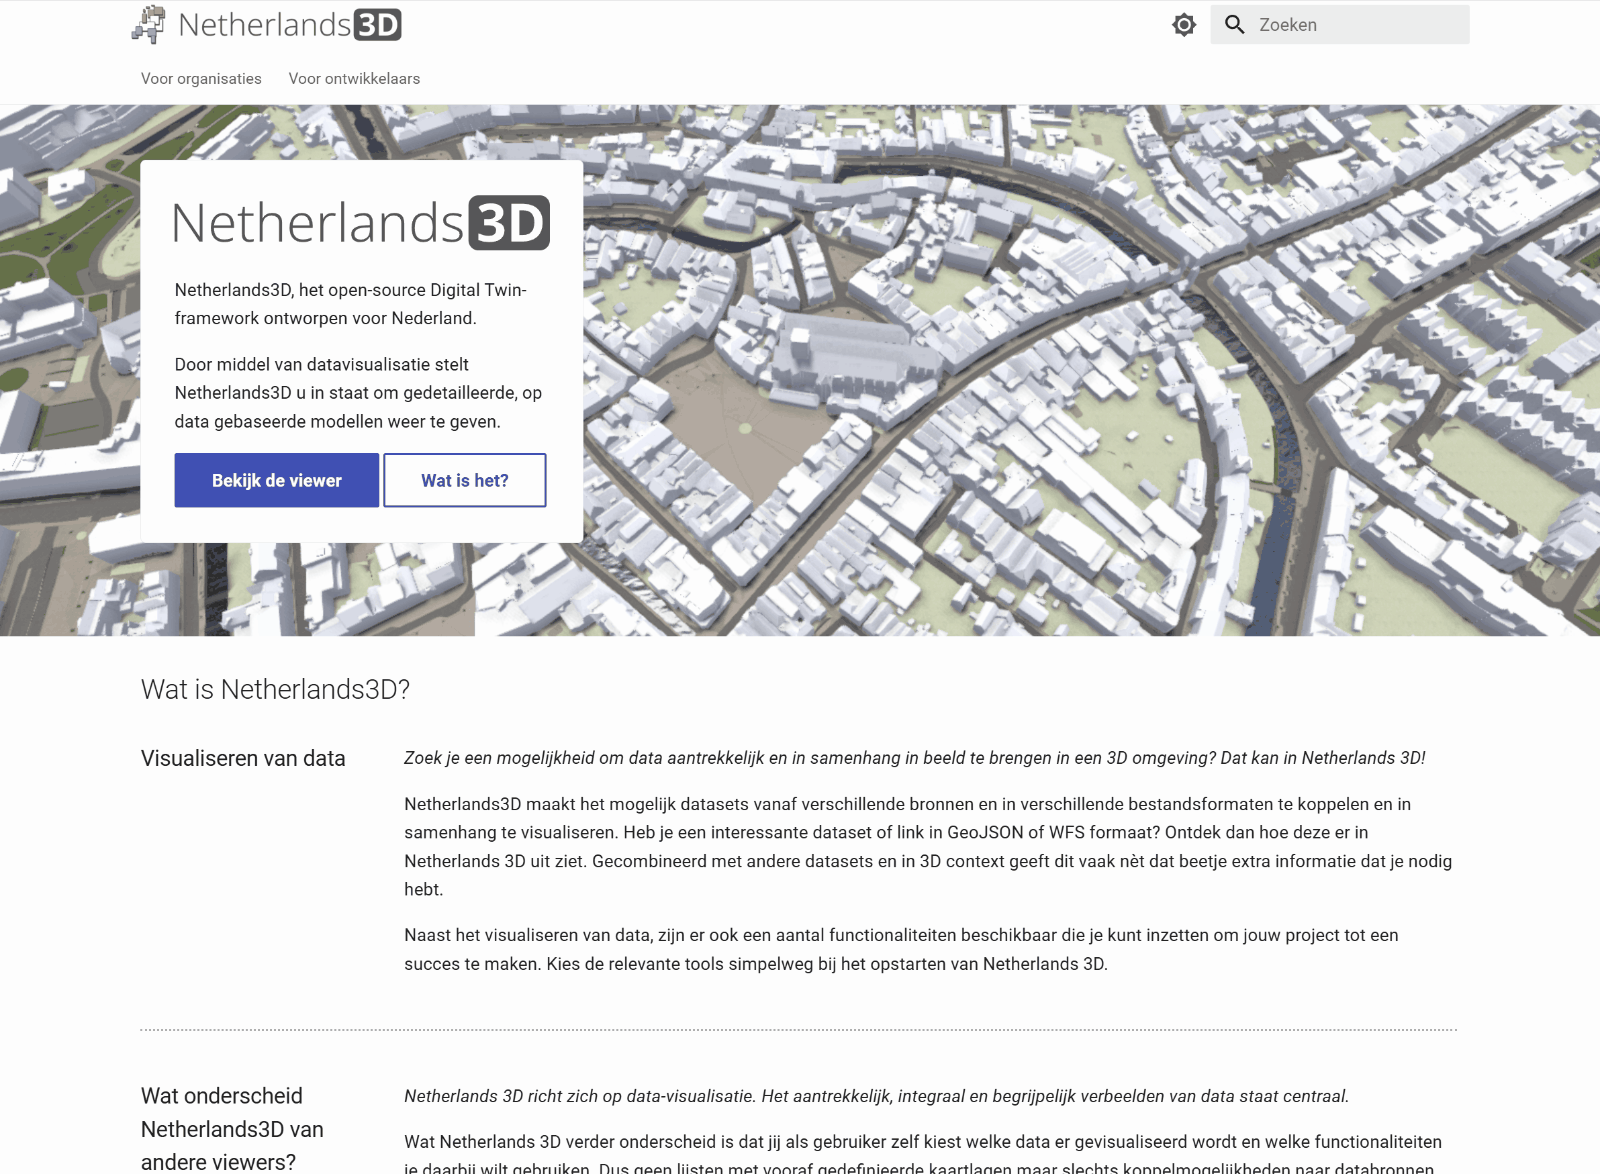 Netherlands3D
Zoeken
Voor organisaties
Voor ontwikkelaars
Netherlands3D
Netherlands3D, het open-source Digital Twin-
framework ontworpen voor Nederland.
Door middel van datavisualisatie stelt
Netherlands3D u in staat om gedetailleerde, op
data gebaseerde modellen weer te geven.
Bekijk de viewer
Wat is het?
Wat is Netherlands3D?
Visualiseren van data
Zoek je een mogelijkheid om data aantrekkelijk en in samenhang in beeld te brengen in een 3D omgeving? Dat kan in Netherlands 3D!
Netherlands3D maakt het mogelijk datasets vanaf verschillende bronnen en in verschillende bestandsformaten te koppelen en in
samenhang te visualiseren. Heb je een interessante dataset of link in GeoJSON of WFS formaat? Ontdek dan hoe deze er in
Netherlands 3D uit ziet. Gecombineerd met andere datasets en in 3D context geeft dit vaak nèt dat beetje extra informatie dat je nodig
hebt.
Naast het visualiseren van data, zijn er ook een aantal functionaliteiten beschikbaar die je kunt inzetten om jouw project tot een
succes te maken. Kies de relevante tools simpelweg bij het opstarten van Netherlands 3D.
Wat onderscheid
Netherlands3D van
andere viewers?
Netherlands 3D richt zich op data-visualisatie. Het aantrekkelijk, integraal en begrijpelijk verbeelden van data staat centraal.
Wat Netherlands 3D verder onderscheid is dat jij als gebruiker zelf kiest welke data er gevisualiseerd wordt en welke functionaliteiten
je daarbij wilt gebruiken. Dus geen lijsten met vooraf gedefinieerde kaartlagen maar slechts koppelmogelijkheden naar databronnen